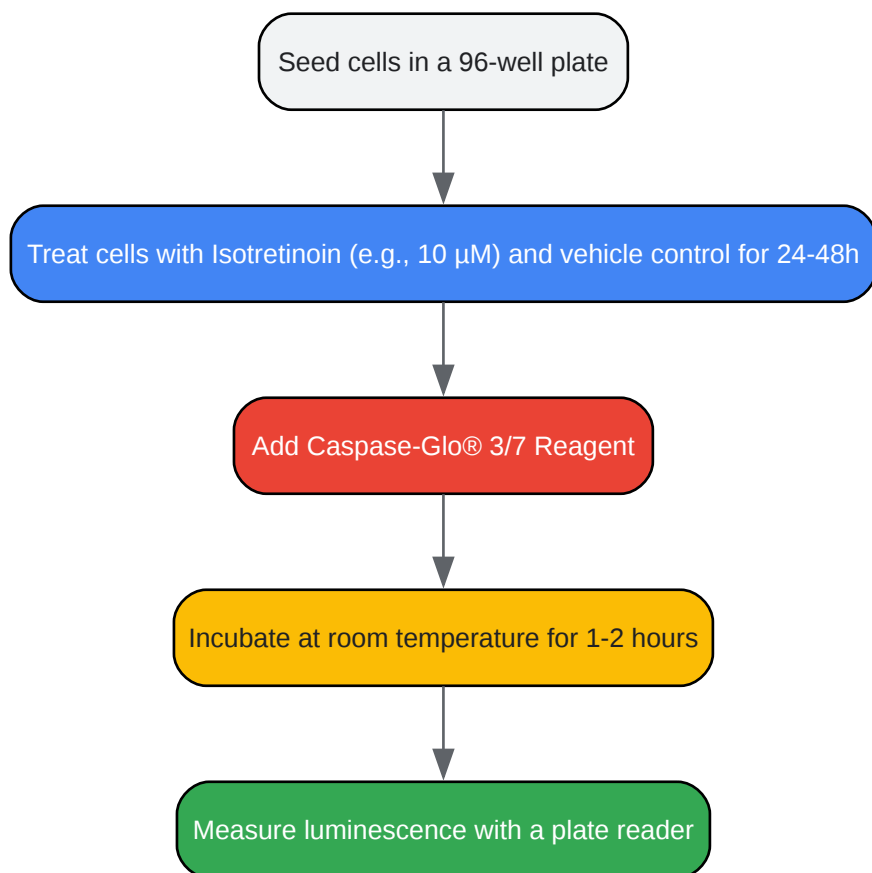 Seed cells in a 96-well plate
Treat cells with Isotretinoin (e.g., 10 µM) and vehicle control for 24-48h
Add Caspase-Glo® 3/7 Reagent
Incubate at room temperature for 1-2 hours
Measure luminescence with a plate reader